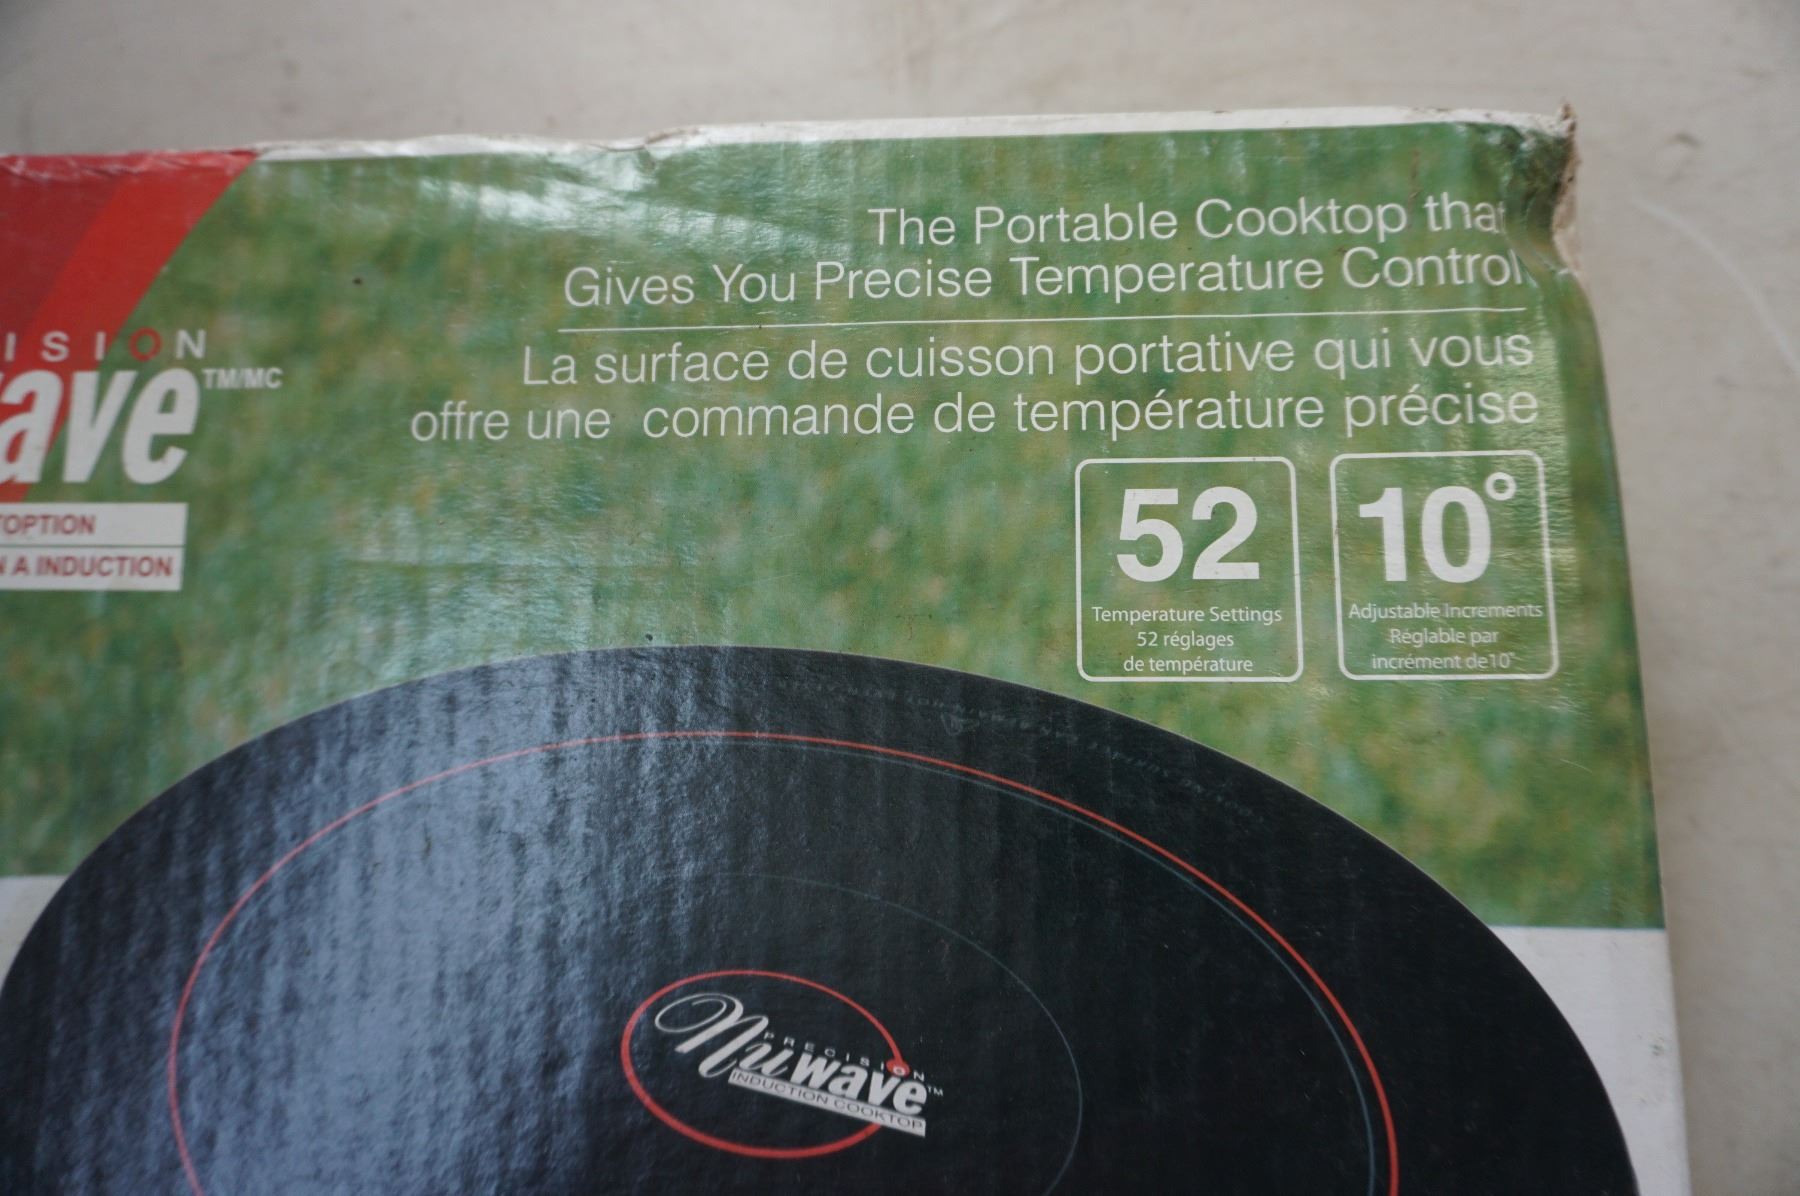 The Portable Cooktop that
Gives You Precise Temperature Control
La surface de cuisson portative qui vous
offre une commande de température précise
ISION
ave TM/MC
TOPTION
N A INDUCTION
52
Temperature Settings
52 réglages
de température
10°
Adjustable Increments
Réglable par
incrément de10°
PRECISION
Nuwave™
INDUCTION COOKTOP